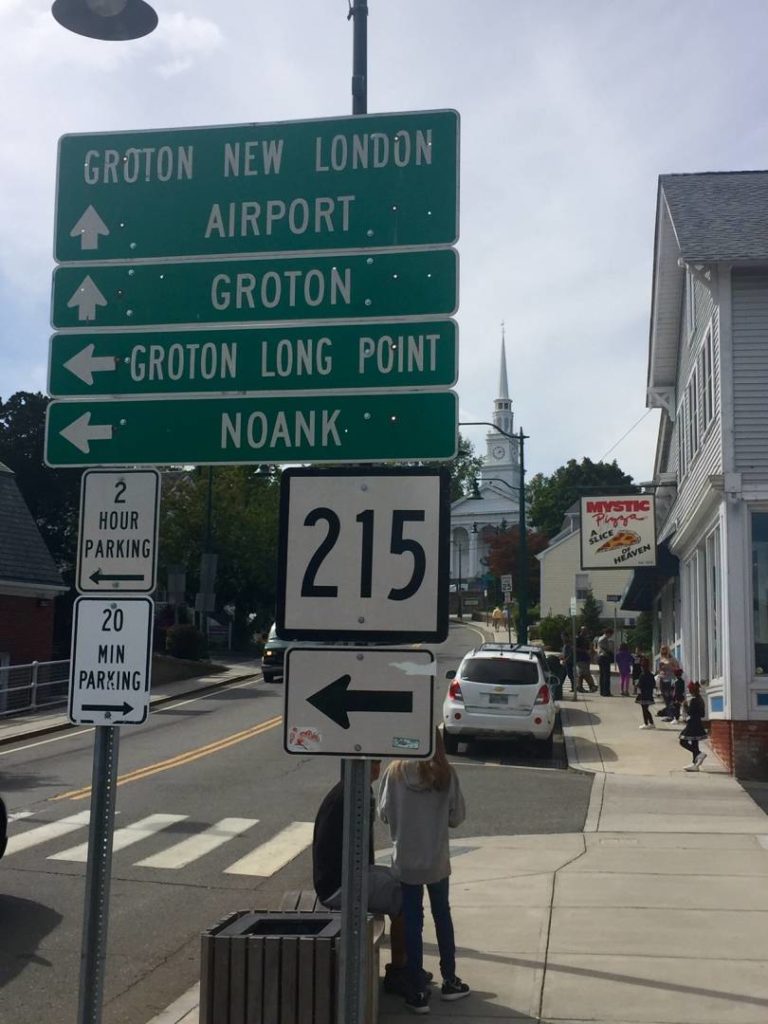 GROTON NEW LONDON
AIRPORT
GROTON
GROTON LONG POINT
NOANK
2
HOUR
PARKING
20
MIN
PARKING
215
MYSTIC
Pizza
A SLICE
OF
HEAVEN